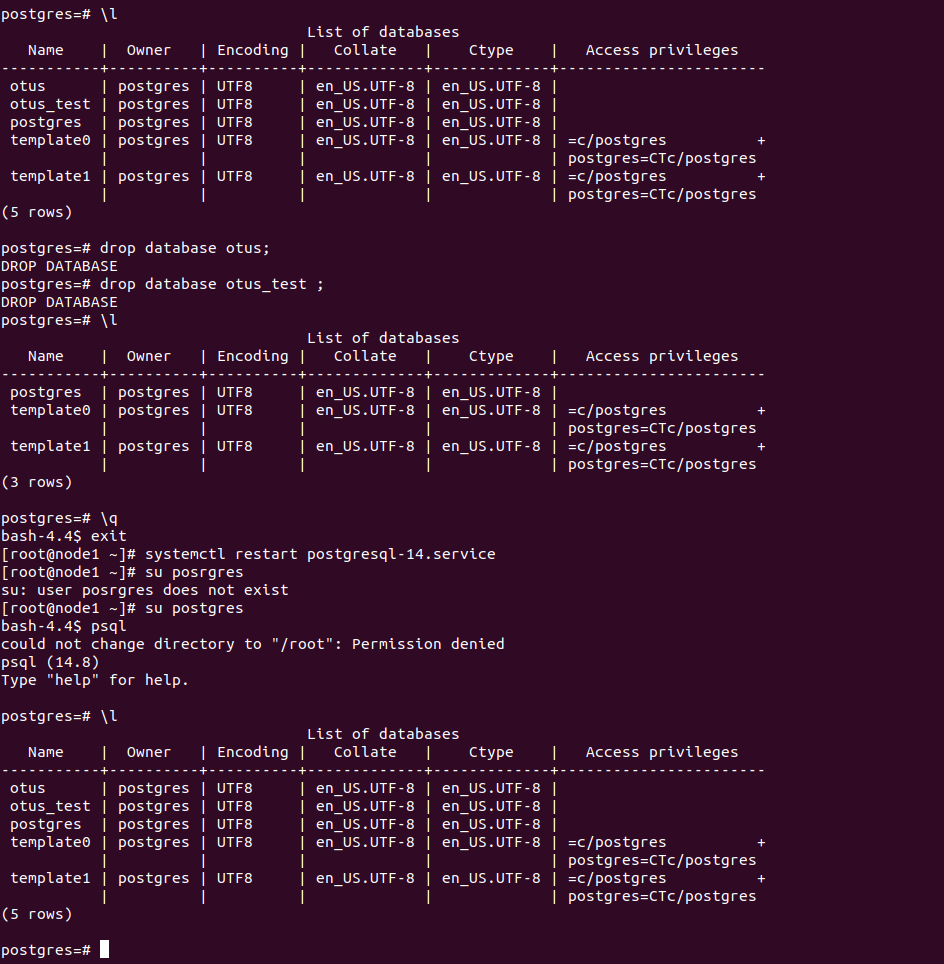 postgres=# \l
                                  List of databases
   Name    |  Owner   | Encoding |   Collate   |    Ctype    |   Access privileges
-----------+----------+----------+-------------+-------------+-----------------------
 otus      | postgres | UTF8     | en_US.UTF-8 | en_US.UTF-8 |
 otus_test | postgres | UTF8     | en_US.UTF-8 | en_US.UTF-8 |
 postgres  | postgres | UTF8     | en_US.UTF-8 | en_US.UTF-8 |
 template0 | postgres | UTF8     | en_US.UTF-8 | en_US.UTF-8 | =c/postgres          +
           |          |          |             |             | postgres=CTc/postgres
 template1 | postgres | UTF8     | en_US.UTF-8 | en_US.UTF-8 | =c/postgres          +
           |          |          |             |             | postgres=CTc/postgres
(5 rows)

postgres=# drop database otus;
DROP DATABASE
postgres=# drop database otus_test ;
DROP DATABASE
postgres=# \l
                                  List of databases
   Name    |  Owner   | Encoding |   Collate   |    Ctype    |   Access privileges
-----------+----------+----------+-------------+-------------+-----------------------
 postgres  | postgres | UTF8     | en_US.UTF-8 | en_US.UTF-8 |
 template0 | postgres | UTF8     | en_US.UTF-8 | en_US.UTF-8 | =c/postgres          +
           |          |          |             |             | postgres=CTc/postgres
 template1 | postgres | UTF8     | en_US.UTF-8 | en_US.UTF-8 | =c/postgres          +
           |          |          |             |             | postgres=CTc/postgres
(3 rows)

postgres=# \q
bash-4.4$ exit
[root@node1 ~]# systemctl restart postgresql-14.service
[root@node1 ~]# su posrgres
su: user posrgres does not exist
[root@node1 ~]# su postgres
bash-4.4$ psql
could not change directory to "/root": Permission denied
psql (14.8)
Type "help" for help.

postgres=# \l
                                  List of databases
   Name    |  Owner   | Encoding |   Collate   |    Ctype    |   Access privileges
-----------+----------+----------+-------------+-------------+-----------------------
 otus      | postgres | UTF8     | en_US.UTF-8 | en_US.UTF-8 |
 otus_test | postgres | UTF8     | en_US.UTF-8 | en_US.UTF-8 |
 postgres  | postgres | UTF8     | en_US.UTF-8 | en_US.UTF-8 |
 template0 | postgres | UTF8     | en_US.UTF-8 | en_US.UTF-8 | =c/postgres          +
           |          |          |             |             | postgres=CTc/postgres
 template1 | postgres | UTF8     | en_US.UTF-8 | en_US.UTF-8 | =c/postgres          +
           |          |          |             |             | postgres=CTc/postgres
(5 rows)

postgres=#